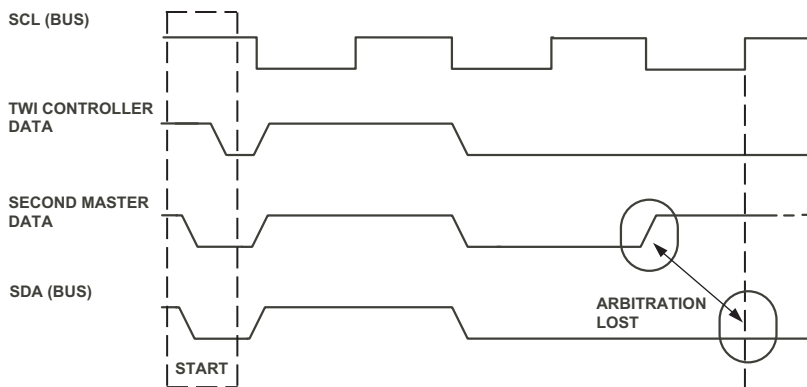 SCL (BUS)
TWI CONTROLLER
DATA
SECOND MASTER
DATA
SDA (BUS)
ARBITRATION
LOST
START